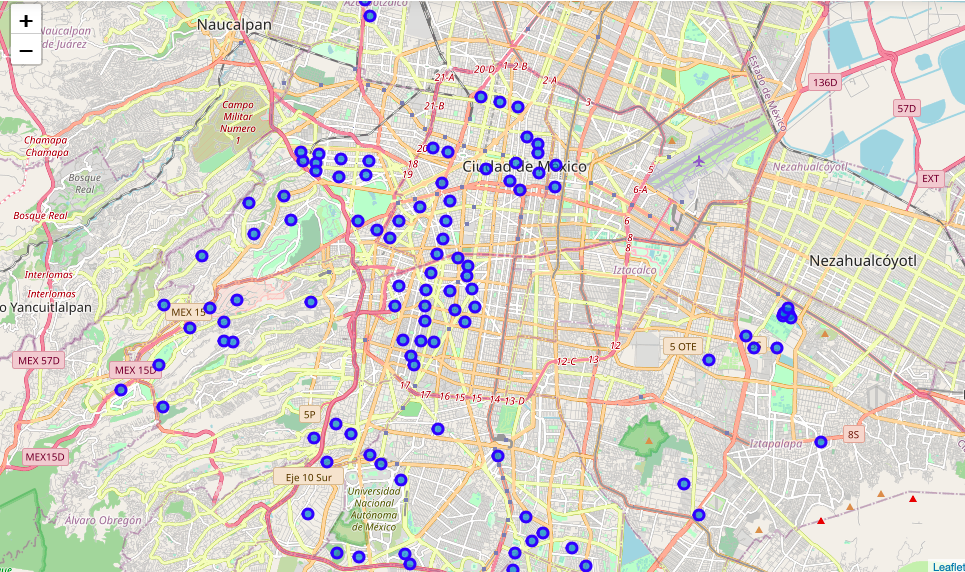 +
−
Naucalpan
Naucalpan
de Juárez
20-D
1
2-B
21-A
2-A
3
21-B
Estado de México
136D
57D
Campo
Militar
Numero
1
Chamapa
Chamapa
20
18
19
Ciudad de México
5
6-A
Nezahualcóyotl
EXT
Bosque
Real
Bosque Real
6
8
8
Iztacalco
Nezahualcóyotl
Interlomas
Interlomas
o Yancuitlalpan
MEX 15
MEX 57D
MEX 15D
5 OTE
12
13
12-C
17
17
16
15
15
14
13-D
5P
8S
Iztapalapa
MEX15D
Eje 10 Sur
Álvaro Obregón
Universidad
Nacional
Autónoma
de México
Leaflet